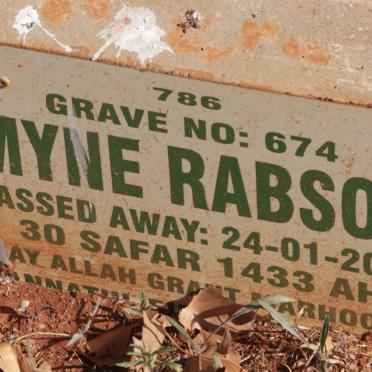 786
GRAVE NO: 674
MYNE RABSO
ASSED AWAY: 24-01-20
30 SAFAR 1433 AH
AY ALLAH GRANT